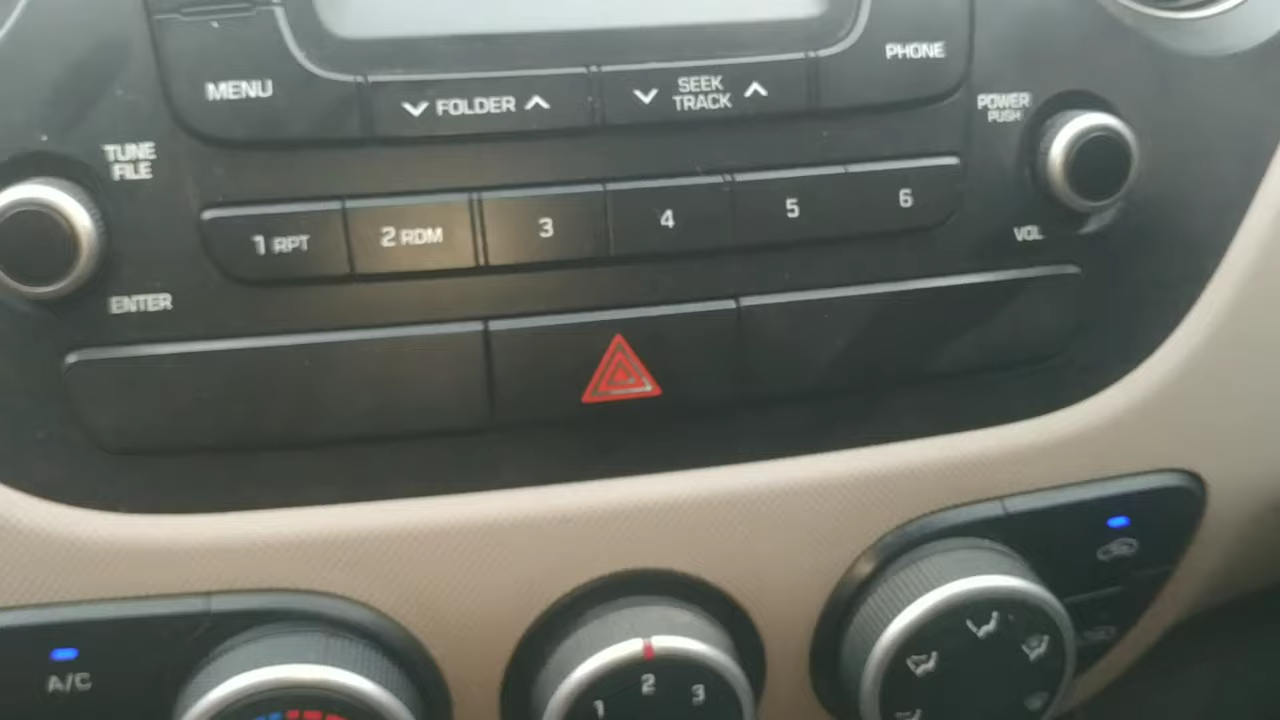 MENU
FOLDER
SEEK
TRACK
PHONE
POWER
PUSH
TUNE
FILE
1 RPT
2 RDM
3
4
5
6
VOL
ENTER
A/C
1
2
3